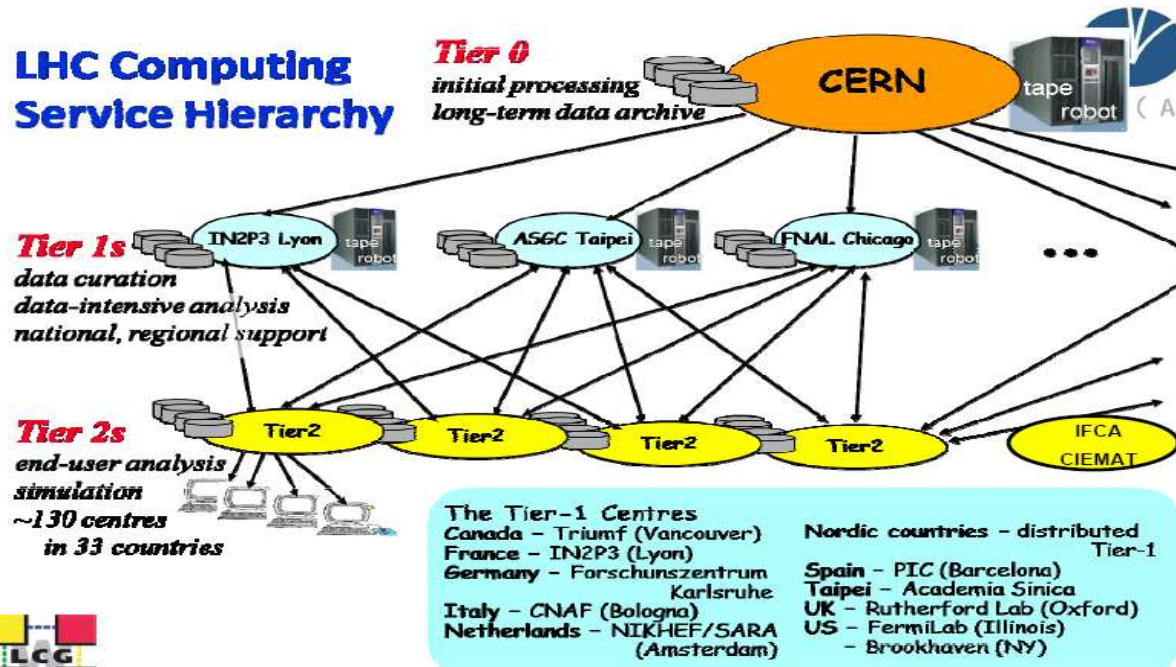 LHC Computing
Service Hierarchy
Tier 0
initial processing
long-term data archive
CERN
tape
robot
( A
IN2P3 Lyon
tape
robot
ASGC Taipei
tape
robot
FNAL Chicago
tape
robot
...
Tier 1s
data curation
data-intensive analysis
national, regional support
Tier 2s
end-user analysis
simulation
~130 centres
in 33 countries
Tier2
Tier2
Tier2
Tier2
IFCA
CIEMAT
The Tier-1 Centres
Canada – Triumf (Vancouver)
France – IN2P3 (Lyon)
Germany – Forschunszentrum
Karlsruhe
Italy – CNAF (Bologna)
Netherlands – NIKHEF/SARA
(Amsterdam)
Nordic countries – distributed
Tier-1
Spain – PIC (Barcelona)
Taipei – Academia Sinica
UK – Rutherford Lab (Oxford)
US – FermiLab (Illinois)
– Brookhaven (NY)
LCG